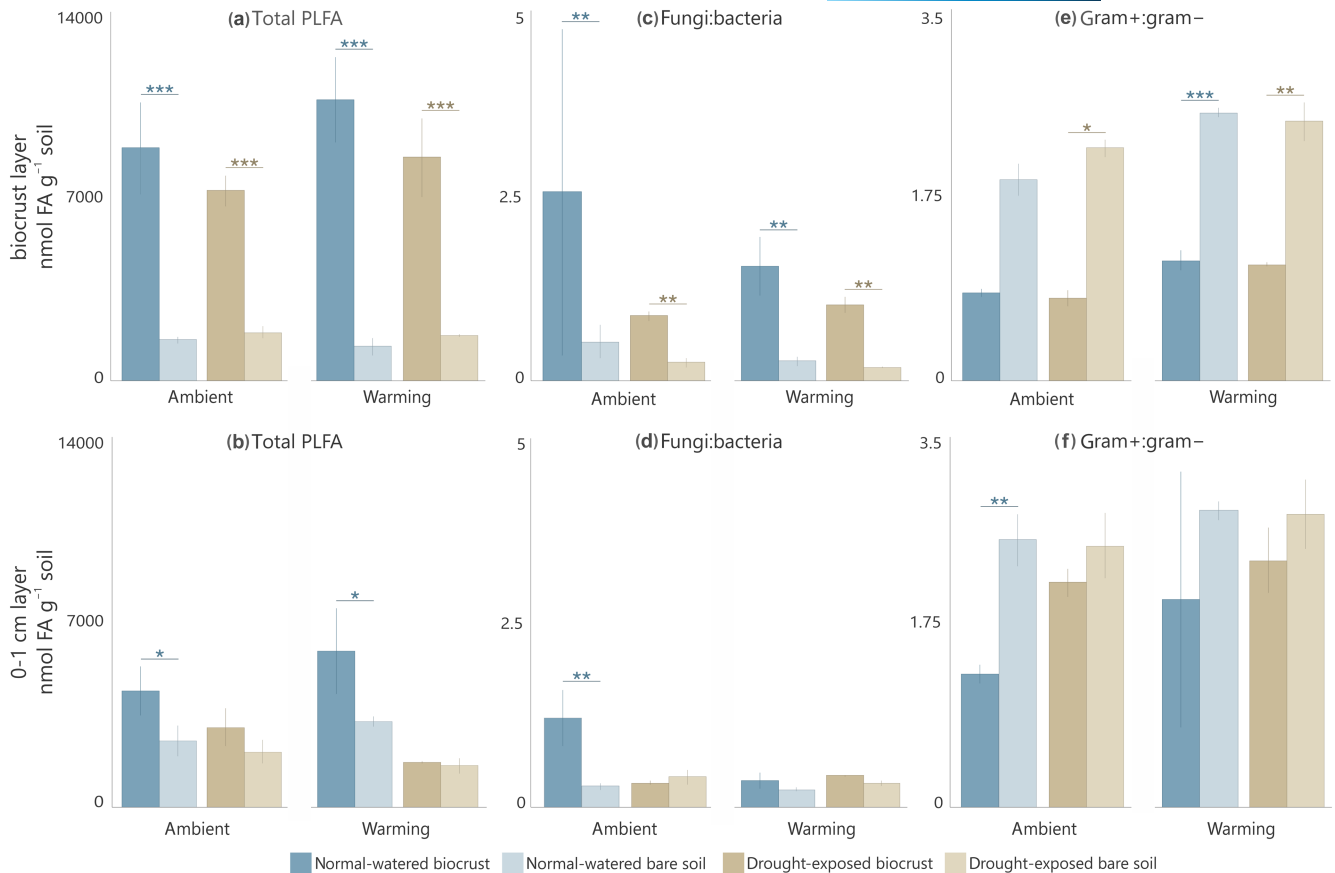 (a) Total PLFA
(c) Fungi:bacteria
(e) Gram+:gram−
14000
7000
0
biocrust layer
nmol FA g⁻¹ soil
***
***
***
***
Ambient
Warming
5
2.5
0
**
**
**
**
Ambient
Warming
3.5
1.75
0
*
***
**
Ambient
Warming
(b) Total PLFA
(d) Fungi:bacteria
(f) Gram+:gram−
14000
7000
0
0-1 cm layer
nmol FA g⁻¹ soil
*
*
Ambient
Warming
5
2.5
0
**
Ambient
Warming
3.5
1.75
0
**
Ambient
Warming
Normal-watered biocrust
Normal-watered bare soil
Drought-exposed biocrust
Drought-exposed bare soil